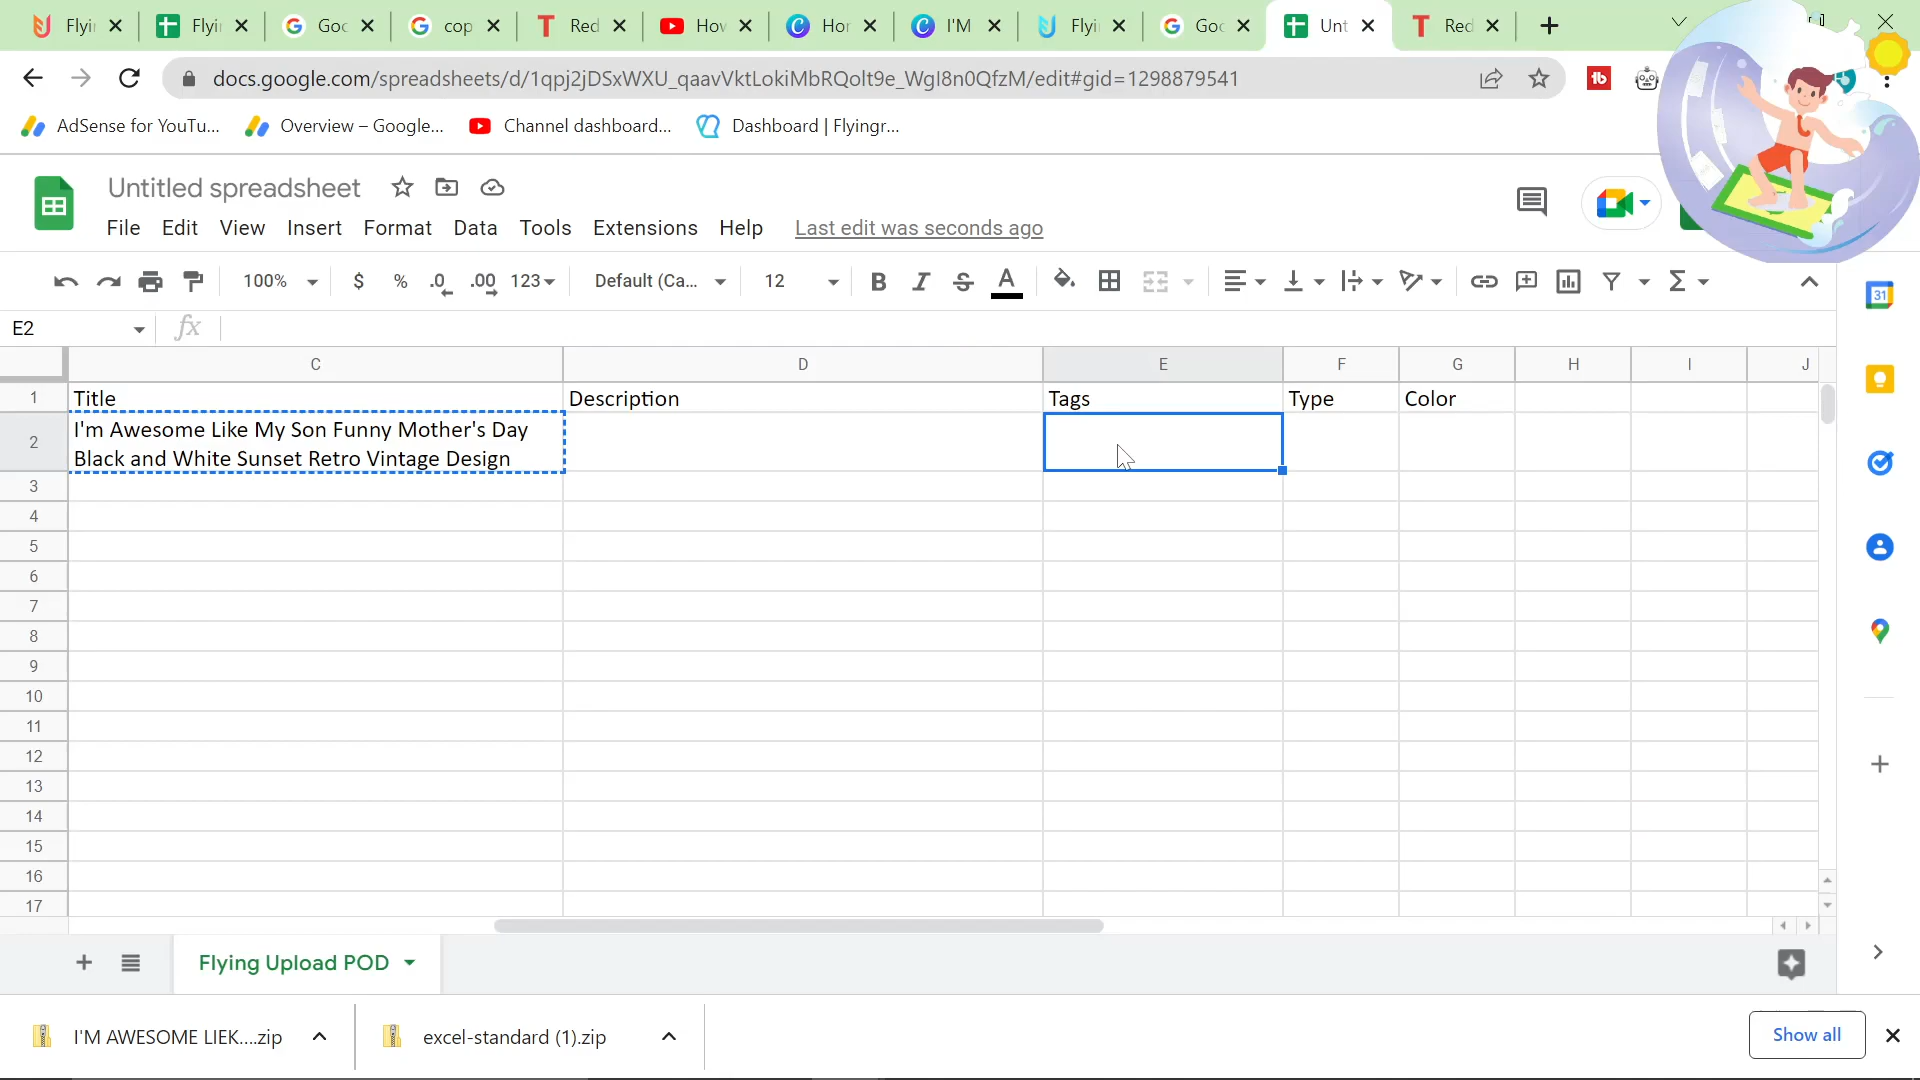 Flyi
Flyi
Goc
cop
Red
Hov
Hor
I'M
Flyi
Goc
Unt
Red
docs.google.com/spreadsheets/d/1qpj2jDSxWXU_qaavVktLokiMbRQolt9e_WgI8n0QfzM/edit#gid=1298879541
AdSense for YouTu...
Overview – Google...
Channel dashboard...
Dashboard | Flyingr...
Untitled spreadsheet
File Edit View Insert Format Data Tools Extensions Help Last edit was seconds ago
100% $ % .0 .00 123 Default (Ca... 12 B I S A
E2 fx
C D E F G H I J
1 Title Description Tags Type Color
2 I'm Awesome Like My Son Funny Mother's Day
Black and White Sunset Retro Vintage Design
3
4
5
6
7
8
9
10
11
12
13
14
15
16
17
Flying Upload POD
I'M AWESOME LIEK....zip
excel-standard (1).zip
Show all
31